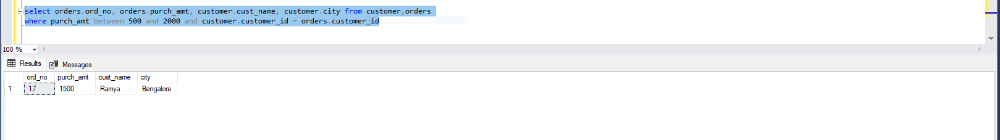 select orders.ord_no, orders.purch_amt, customer.cust_name, customer.city from customer,orders
where purch_amt between 500 and 2000 and customer.customer_id = orders.customer_id
100 %
Results Messages
ord_no purch_amt cust_name city
1 17 1500 Ramya Bengalore